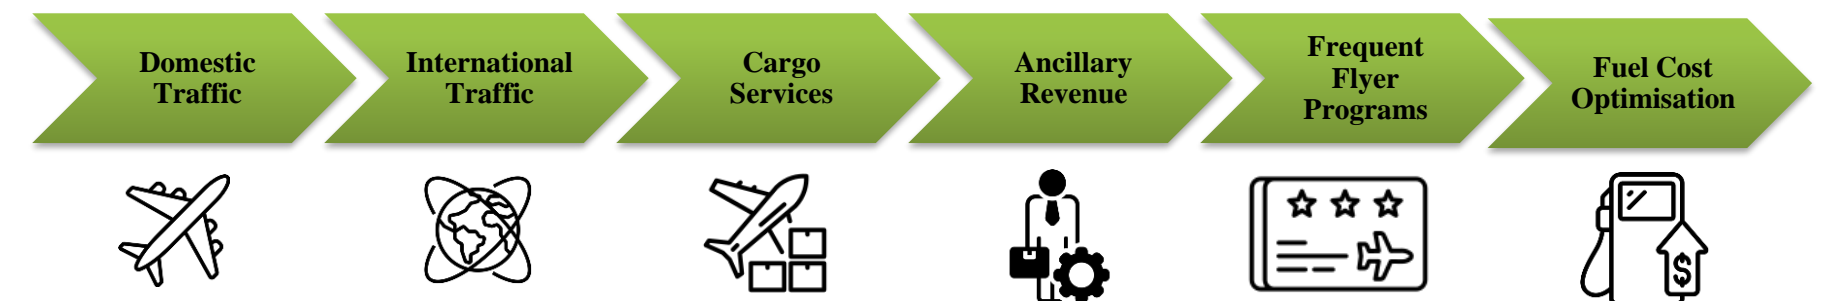 Domestic
Traffic
International
Traffic
Cargo
Services
Ancillary
Revenue
Frequent
Flyer
Programs
Fuel Cost
Optimisation
$